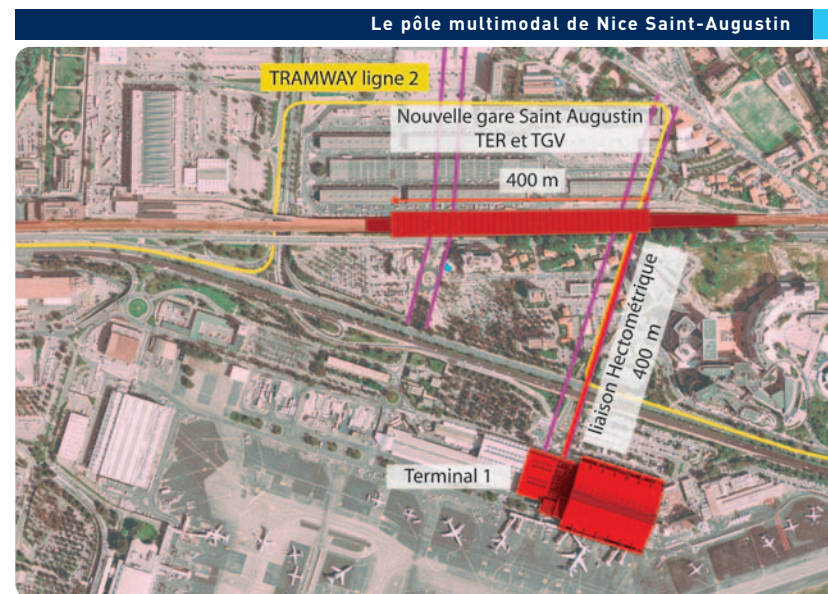 Le pôle multimodal de Nice Saint-Augustin
TRAMWAY ligne 2
Nouvelle gare Saint Augustin
TER et TGV
400 m
liaison Hectométrique
400 m
Terminal 1